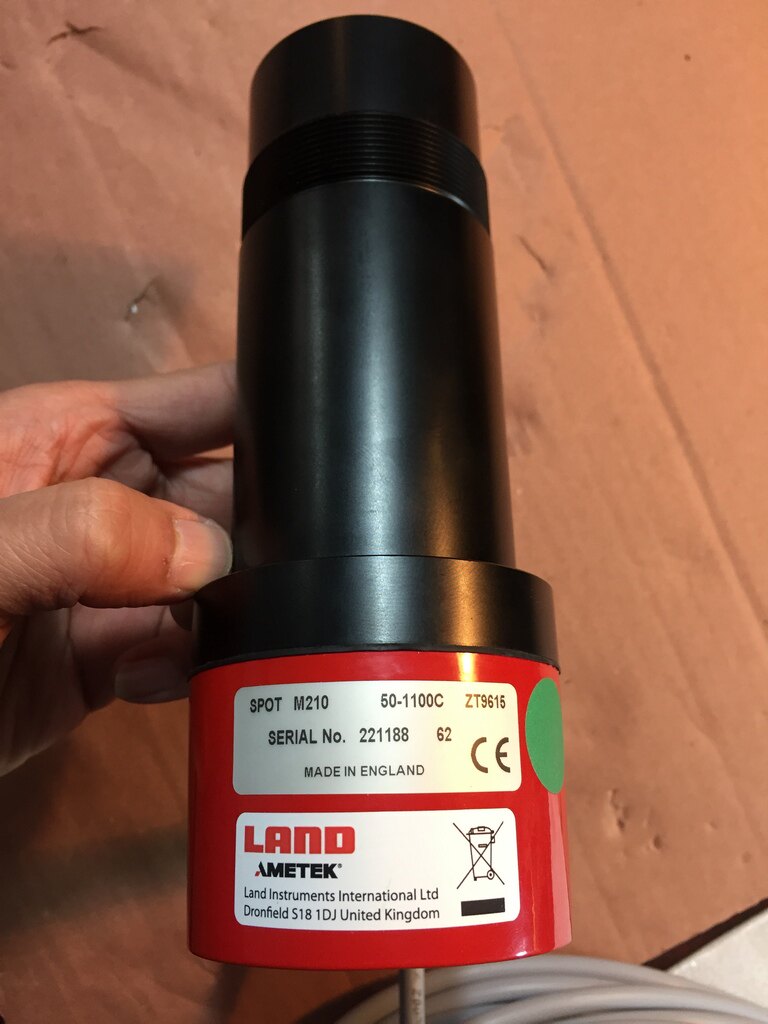 SPOT M210 50-1100C ZT9615
SERIAL No. 221188 62
CE
MADE IN ENGLAND
LAND
AMETEK®
Land Instruments International Ltd
Dronfield S18 1DJ United Kingdom